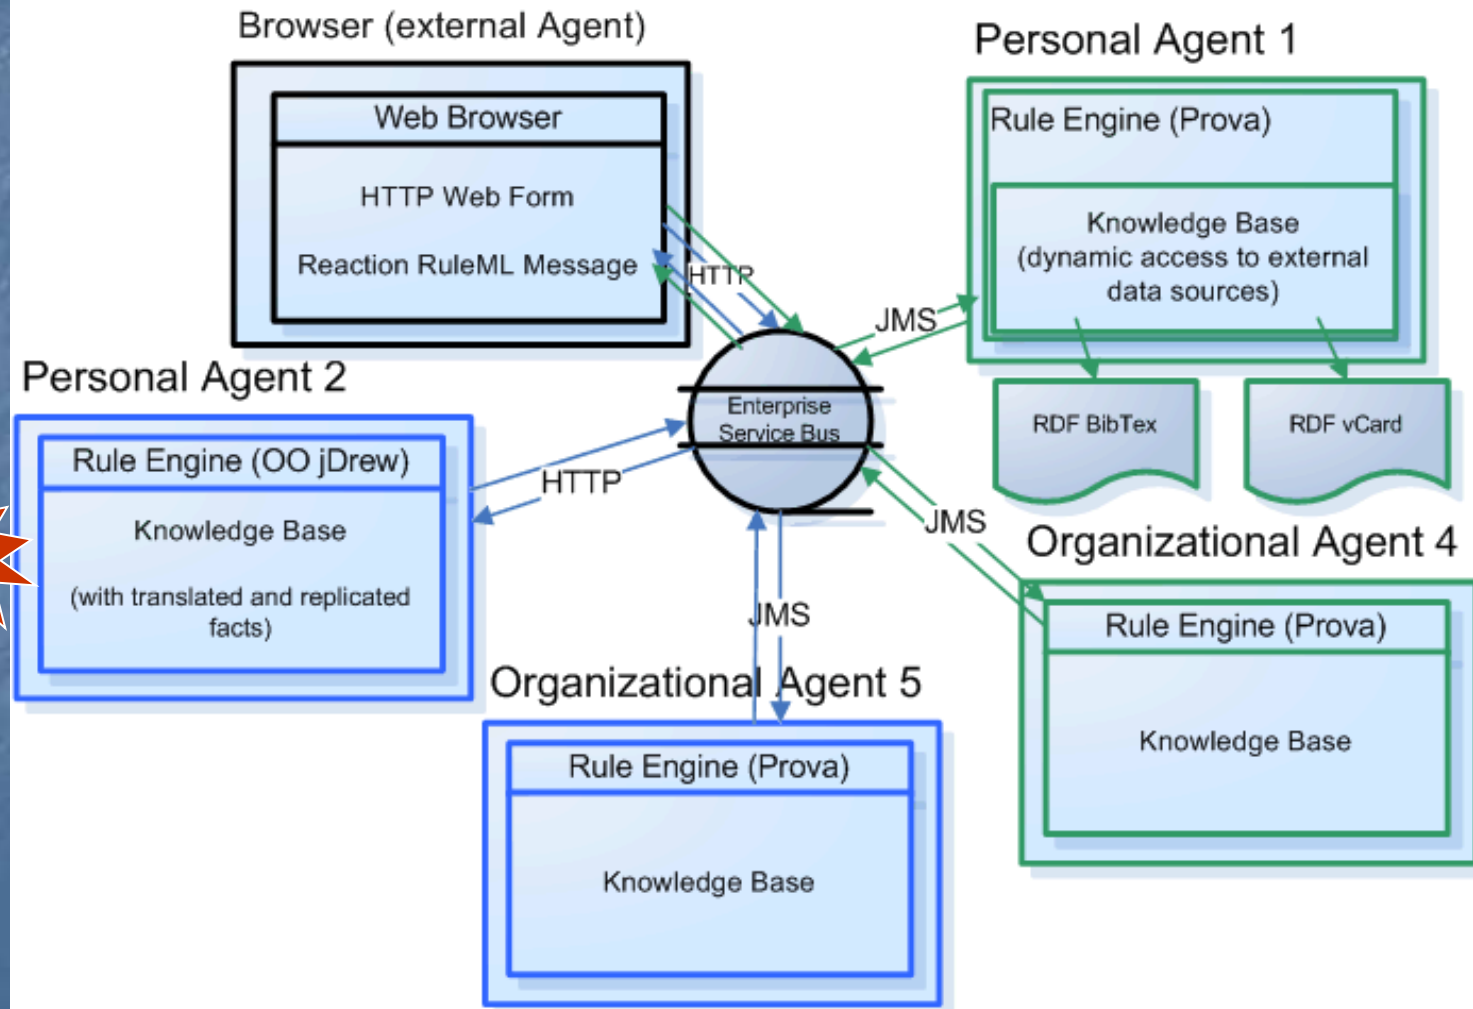 Browser (external Agent)
Web Browser
HTTP Web Form
Reaction RuleML Message
HTTP
Personal Agent 1
Rule Engine (Prova)
Knowledge Base
(dynamic access to external
data sources)
JMS
RDF BibTex
RDF vCard
Enterprise
Service Bus
Personal Agent 2
Rule Engine (OO jDrew)
Knowledge Base
(with translated and replicated
facts)
HTTP
JMS
Organizational Agent 4
Rule Engine (Prova)
Knowledge Base
JMS
Organizational Agent 5
Rule Engine (Prova)
Knowledge Base